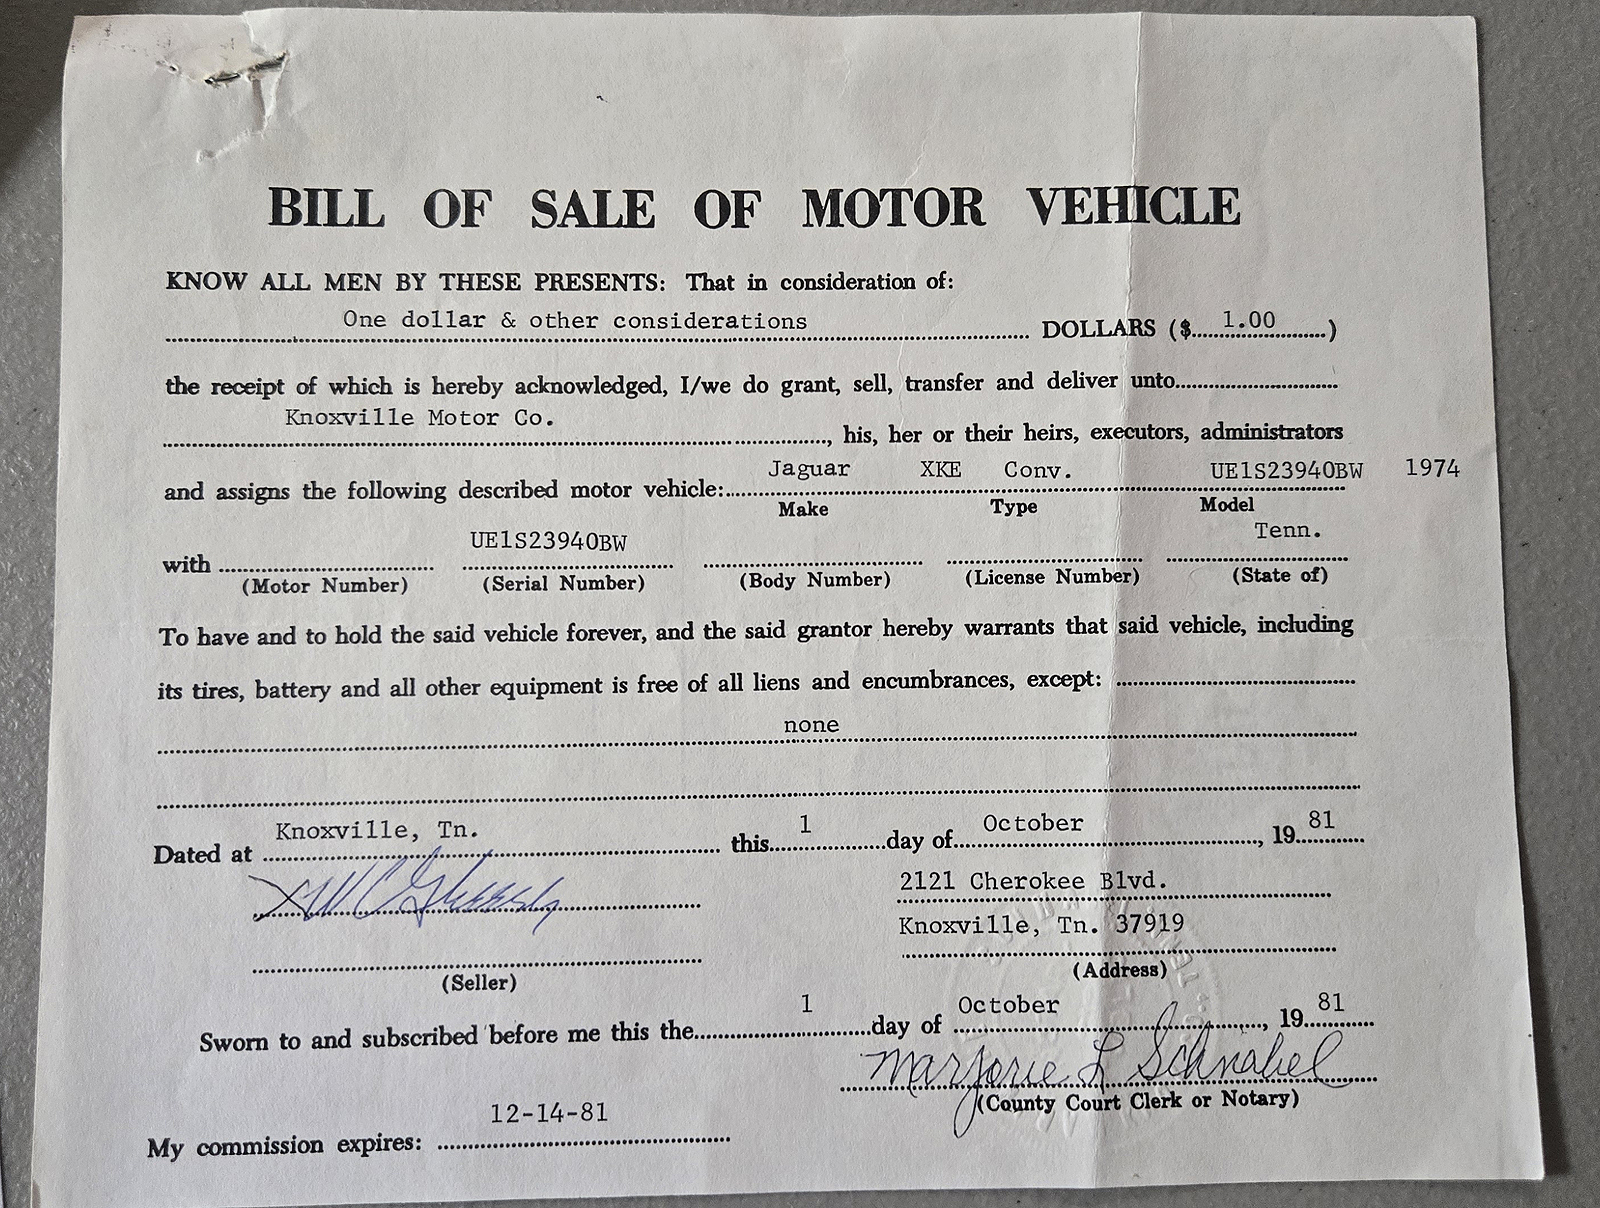 BILL OF SALE OF MOTOR VEHICLE
KNOW ALL MEN BY THESE PRESENTS: That in consideration of:
One dollar & other considerations DOLLARS ($ 1.00 )
the receipt of which is hereby acknowledged, I/we do grant, sell, transfer and deliver unto
Knoxville Motor Co. , his, her or their heirs, executors, administrators
and assigns the following described motor vehicle: Jaguar XKE Conv. UE1S23940BW 1974
Make Type Model
with UE1S23940BW Tenn.
(Motor Number) (Serial Number) (Body Number) (License Number) (State of)
To have and to hold the said vehicle forever, and the said grantor hereby warrants that said vehicle, including
its tires, battery and all other equipment is free of all liens and encumbrances, except:
none
Dated at Knoxville, Tn. this 1 day of October , 19 81
2121 Cherokee Blvd.
Knoxville, Tn. 37919
(Seller) (Address)
Sworn to and subscribed before me this the 1 day of October , 19 81
Marjorie L Schnabel
(County Court Clerk or Notary)
My commission expires: 12-14-81